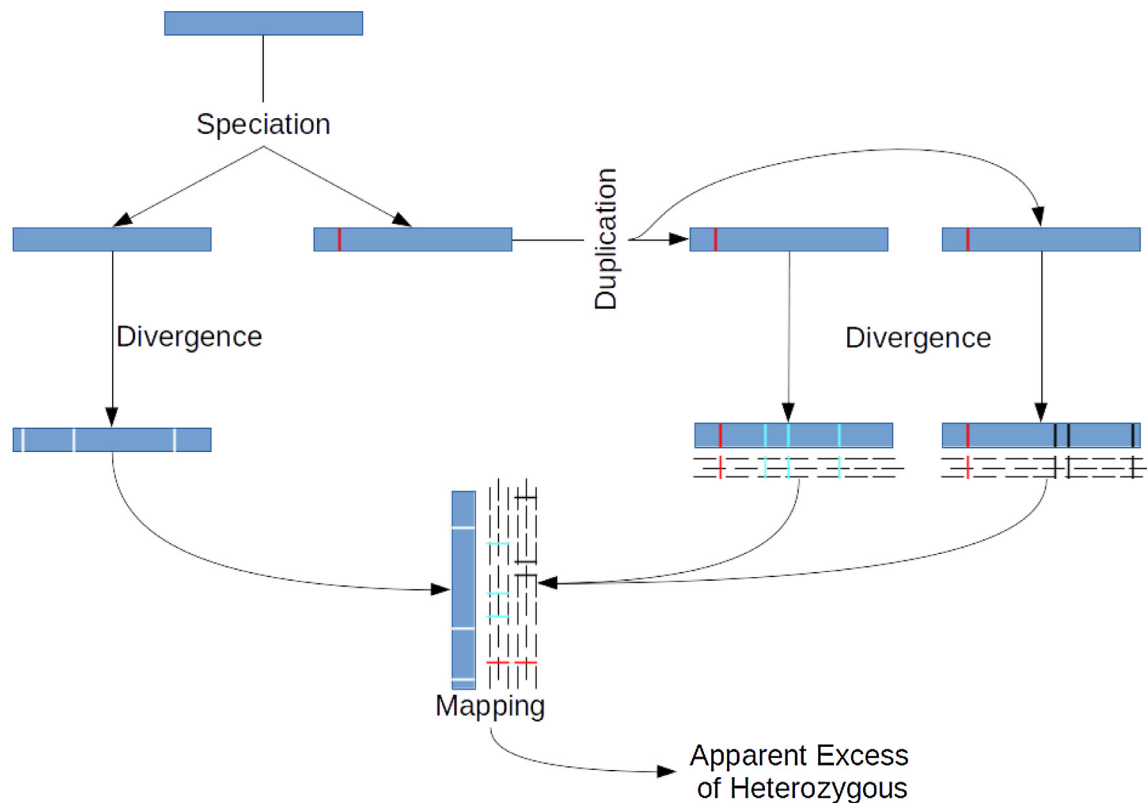 Speciation
Duplication
Divergence
Divergence
Mapping
Apparent Excess
of Heterozygous